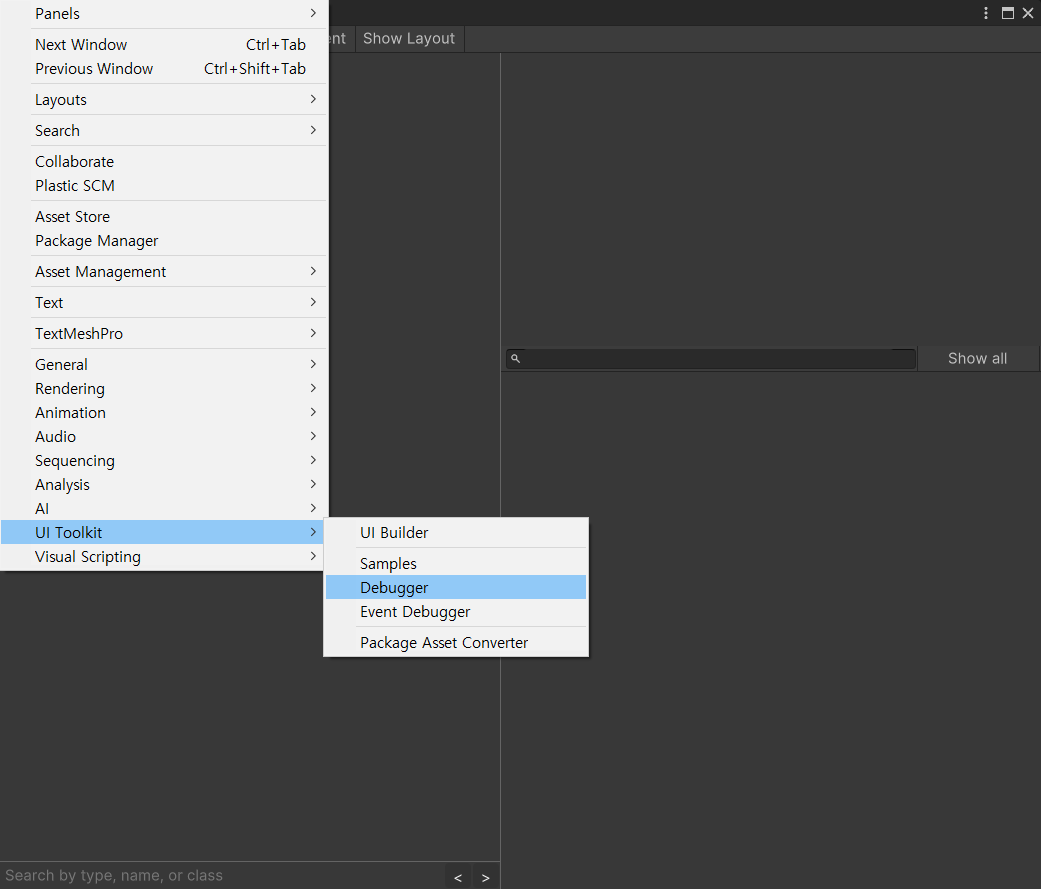 Panels
Next Window Ctrl+Tab
Previous Window Ctrl+Shift+Tab
Layouts
Search
Collaborate
Plastic SCM
Asset Store
Package Manager
Asset Management
Text
TextMeshPro
General
Rendering
Animation
Audio
Sequencing
Analysis
AI
UI Toolkit
Visual Scripting
UI Builder
Samples
Debugger
Event Debugger
Package Asset Converter
nt Show Layout
Show all
Search by type, name, or class < >